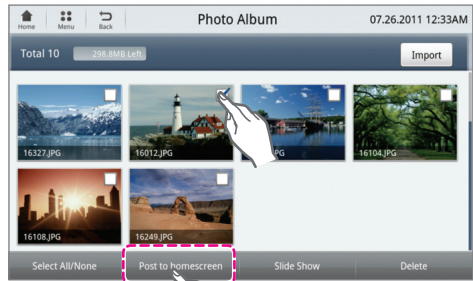 Home Menu Back Photo Album 07.26.2011 12:33AM
Total 10 298.8MB Left Import
16327.JPG 16012.JPG PG 16104.JPG
16108.JPG 16249.JPG
Select All/None Post to homescreen Slide Show Delete